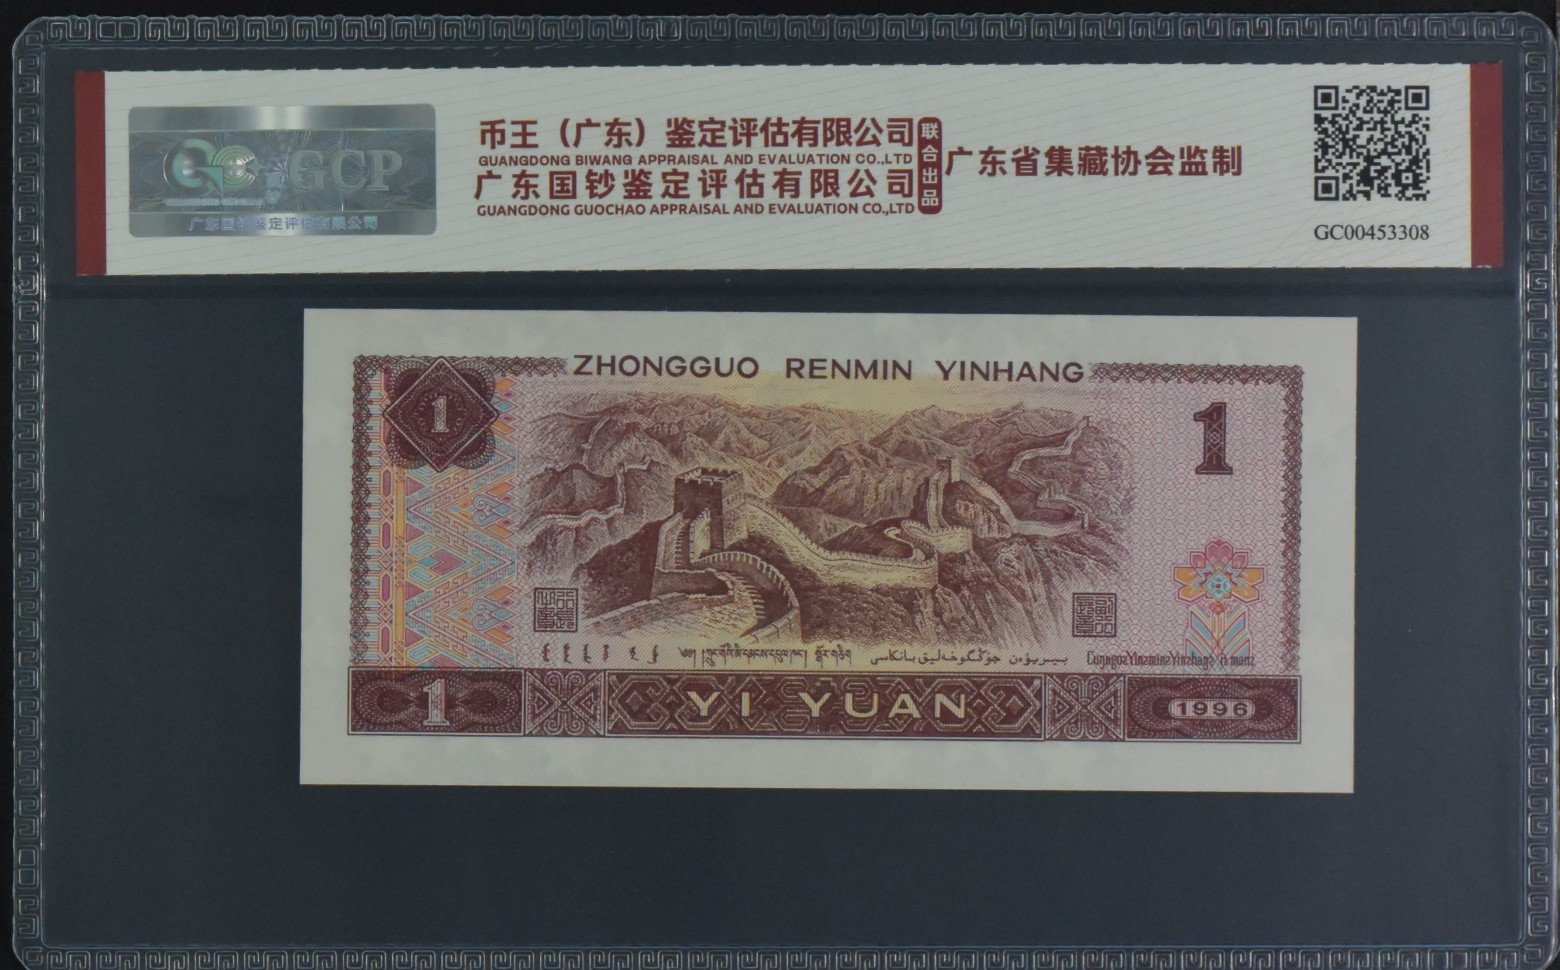 GC GCP
广东国钞鉴定评估有限公司
币王（广东）鉴定评估有限公司
GUANGDONG BIWANG APPRAISAL AND EVALUATION CO.,LTD
广东国钞鉴定评估有限公司
GUANGDONG GUOCHAO APPRAISAL AND EVALUATION CO.,LTD
联合出品
广东省集藏协会监制
GC00453308
ZHONGGUO RENMIN YINHANG
1
1
1
YI YUAN
1996